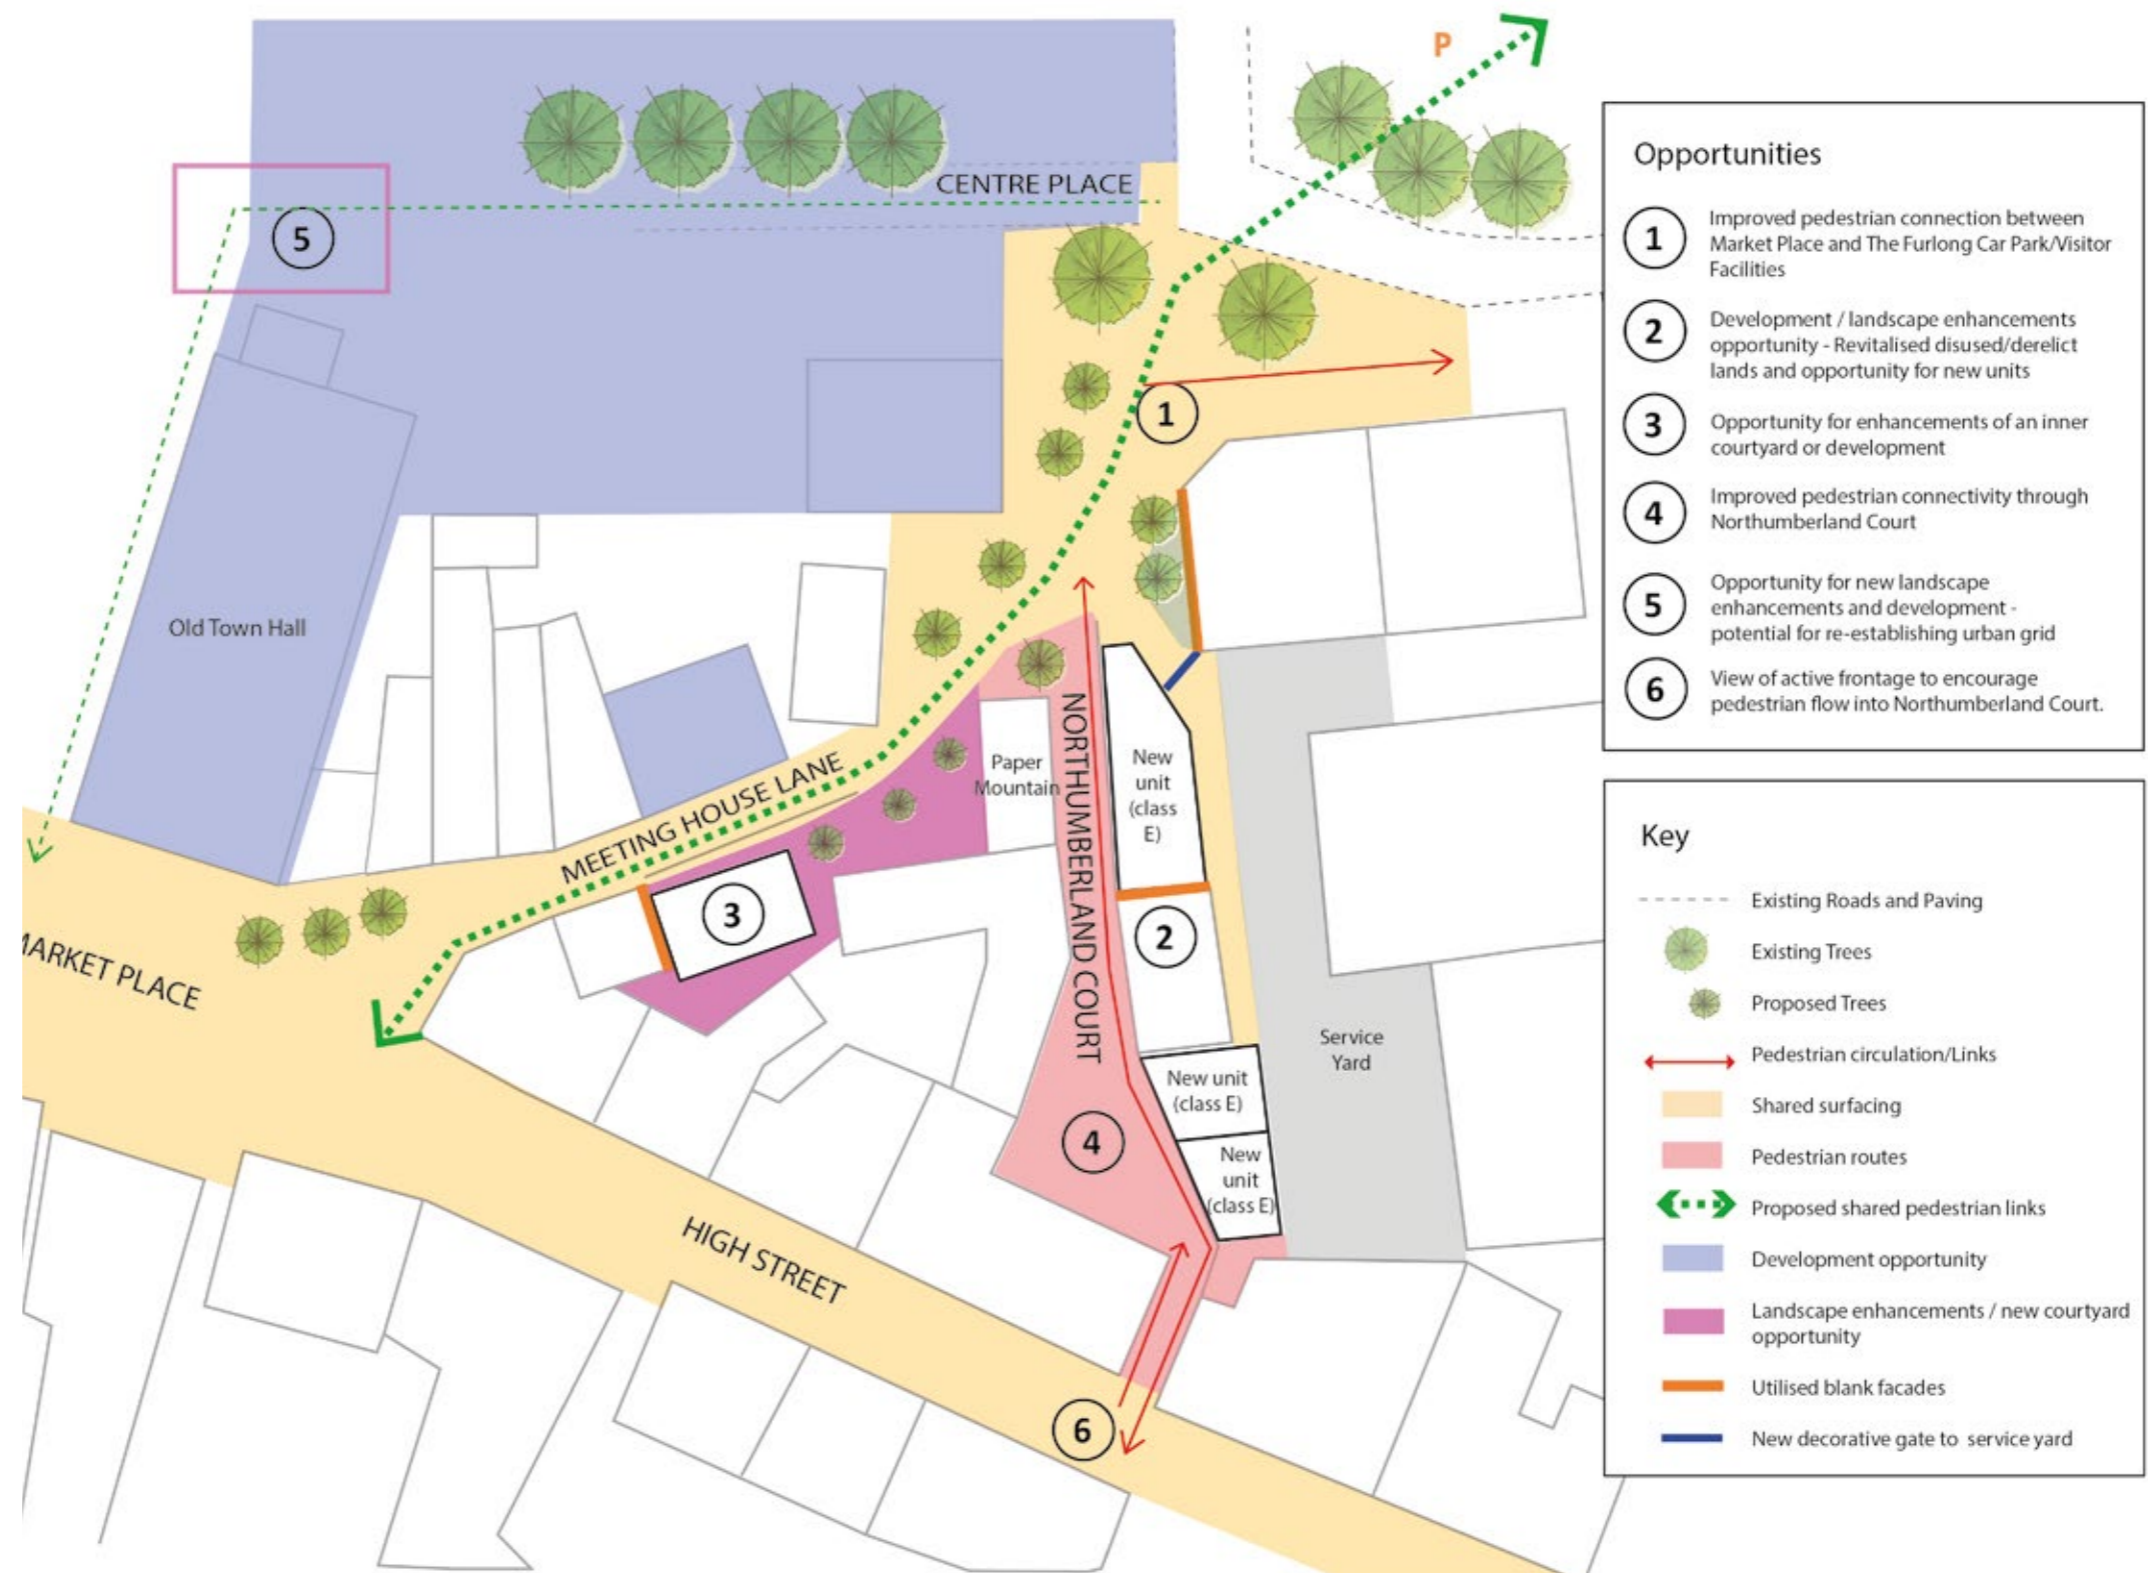 P
CENTRE PLACE
5
1
Old Town Hall
MEETING HOUSE LANE
Paper
Mountain
NORTHUMBERLAND COURT
New
unit
(class
E)
3
2
MARKET PLACE
Service
Yard
New unit
(class E)
4
New
unit
(class E)
HIGH STREET
6
Opportunities
1 Improved pedestrian connection between
Market Place and The Furlong Car Park/Visitor
Facilities
2 Development / landscape enhancements
opportunity - Revitalised disused/derelict
lands and opportunity for new units
3 Opportunity for enhancements of an inner
courtyard or development
4 Improved pedestrian connectivity through
Northumberland Court
5 Opportunity for new landscape
enhancements and development -
potential for re-establishing urban grid
6 View of active frontage to encourage
pedestrian flow into Northumberland Court.
Key
Existing Roads and Paving
Existing Trees
Proposed Trees
Pedestrian circulation/Links
Shared surfacing
Pedestrian routes
Proposed shared pedestrian links
Development opportunity
Landscape enhancements / new courtyard
opportunity
Utilised blank facades
New decorative gate to service yard